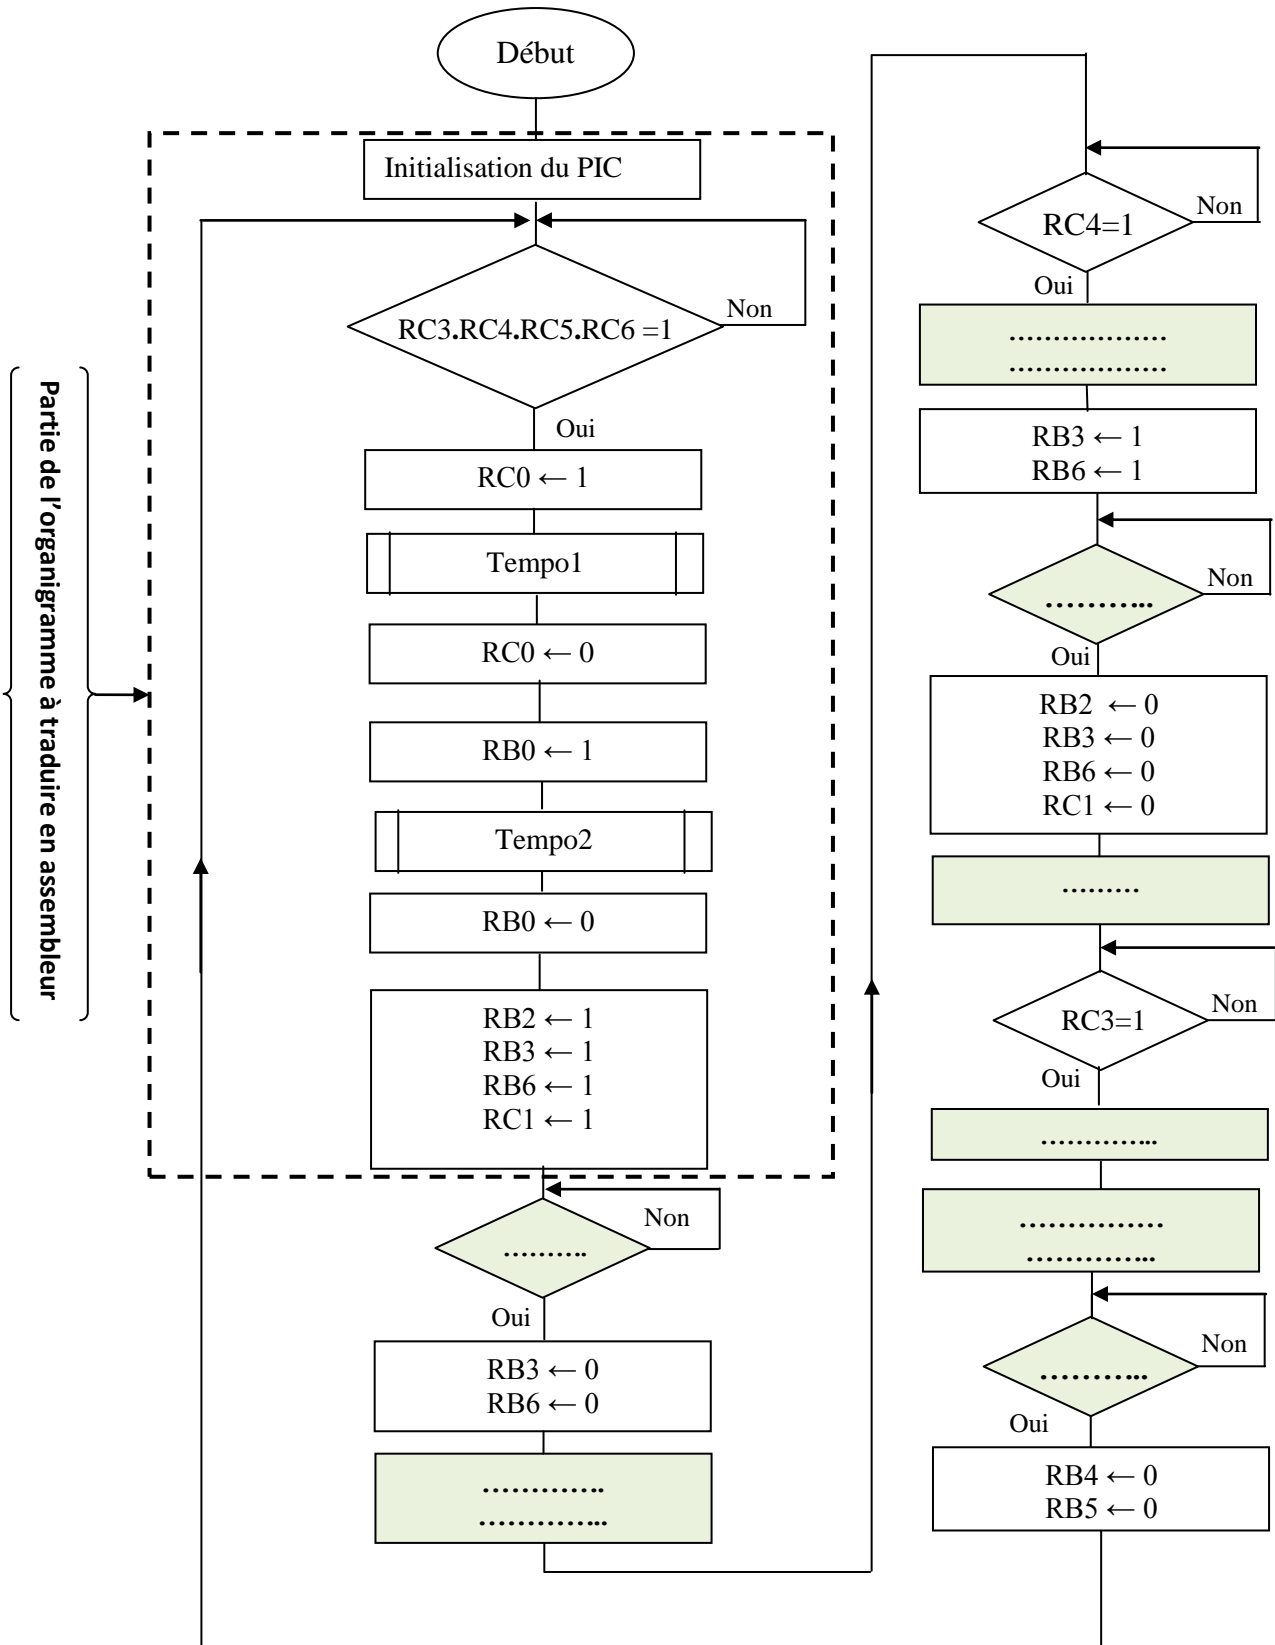 Début
Initialisation du PIC
RC3.RC4.RC5.RC6 =1
Non
Oui
RC0 ← 1
Tempo1
RC0 ← 0
RB0 ← 1
Tempo2
RB0 ← 0
RB2 ← 1
RB3 ← 1
RB6 ← 1
RC1 ← 1
Partie de l'organigramme à traduire en assembleur
..........
Non
Oui
RB3 ← 0
RB6 ← 0
.............
..............
RC4=1
Non
Oui
.................
.................
RB3 ← 1
RB6 ← 1
...........
Non
Oui
RB2 ← 0
RB3 ← 0
RB6 ← 0
RC1 ← 0
.........
RC3=1
Non
Oui
.............
...............
..............
...........
Non
Oui
RB4 ← 0
RB5 ← 0